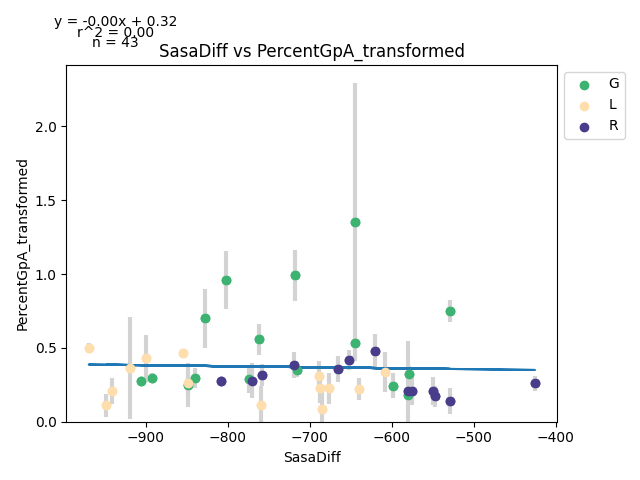 y = -0.00x + 0.32
r^2 = 0.00
n = 43
SasaDiff vs PercentGpA_transformed
G
L
R
PercentGpA_transformed
2.0
1.5
1.0
0.5
0.0
−900 −800 −700 −600 −500 −400
SasaDiff